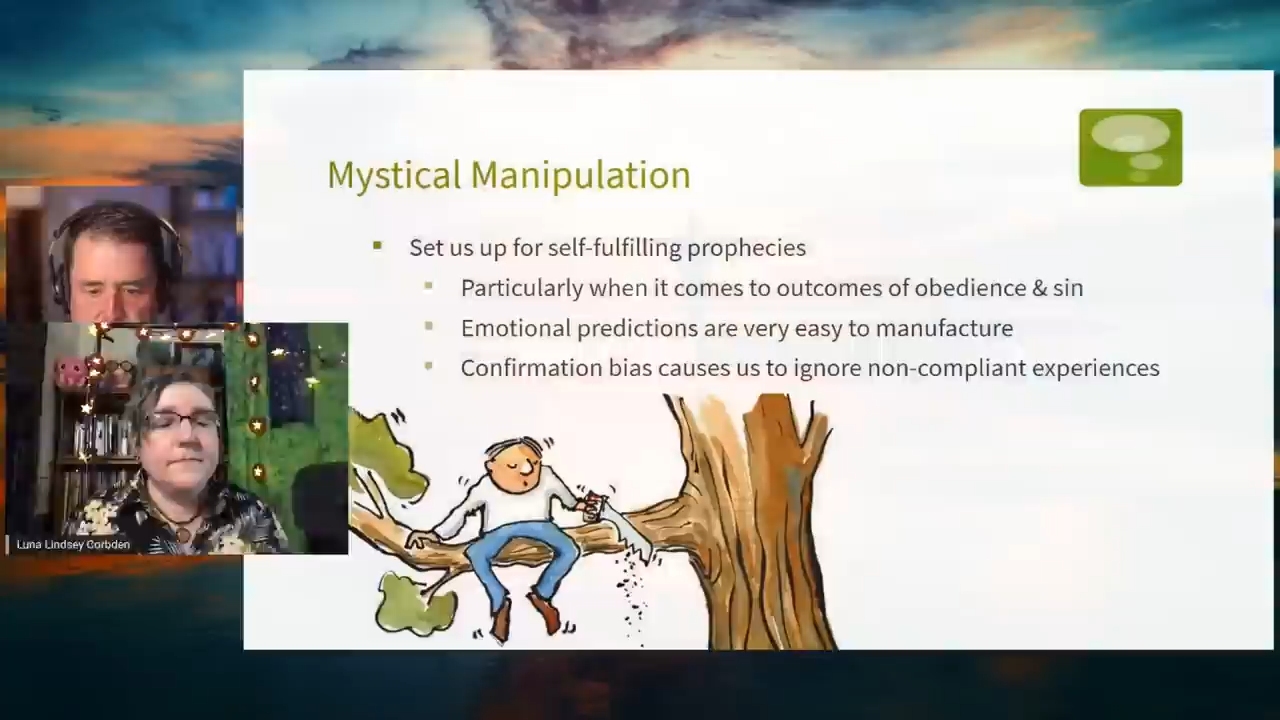 Mystical Manipulation
Set us up for self-fulfilling prophecies
Particularly when it comes to outcomes of obedience & sin
Emotional predictions are very easy to manufacture
Confirmation bias causes us to ignore non-compliant experiences
Luna Lindsey Corbden